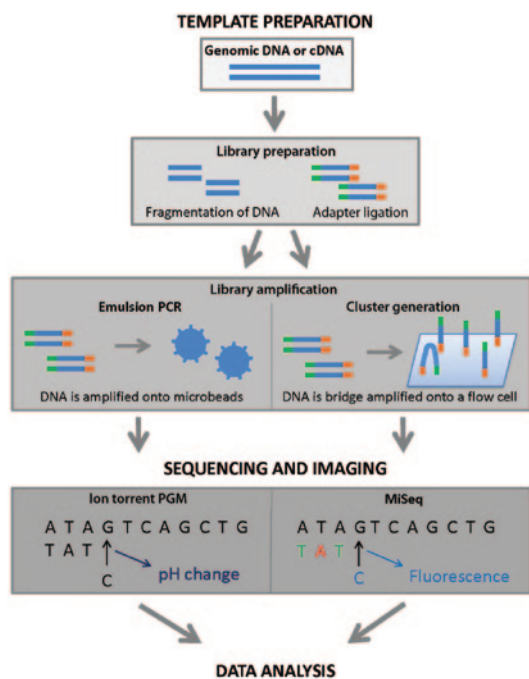 TEMPLATE PREPARATION
Genomic DNA or cDNA
Library preparation
Fragmentation of DNA
Adapter ligation
Library amplification
Emulsion PCR
Cluster generation
DNA is amplified onto microbeads
DNA is bridge amplified onto a flow cell
SEQUENCING AND IMAGING
Ion torrent PGM
A T A G T C A G C T G
T A T
pH change
C
MiSeq
A T A G T C A G C T G
T A T
C
Fluorescence
DATA ANALYSIS